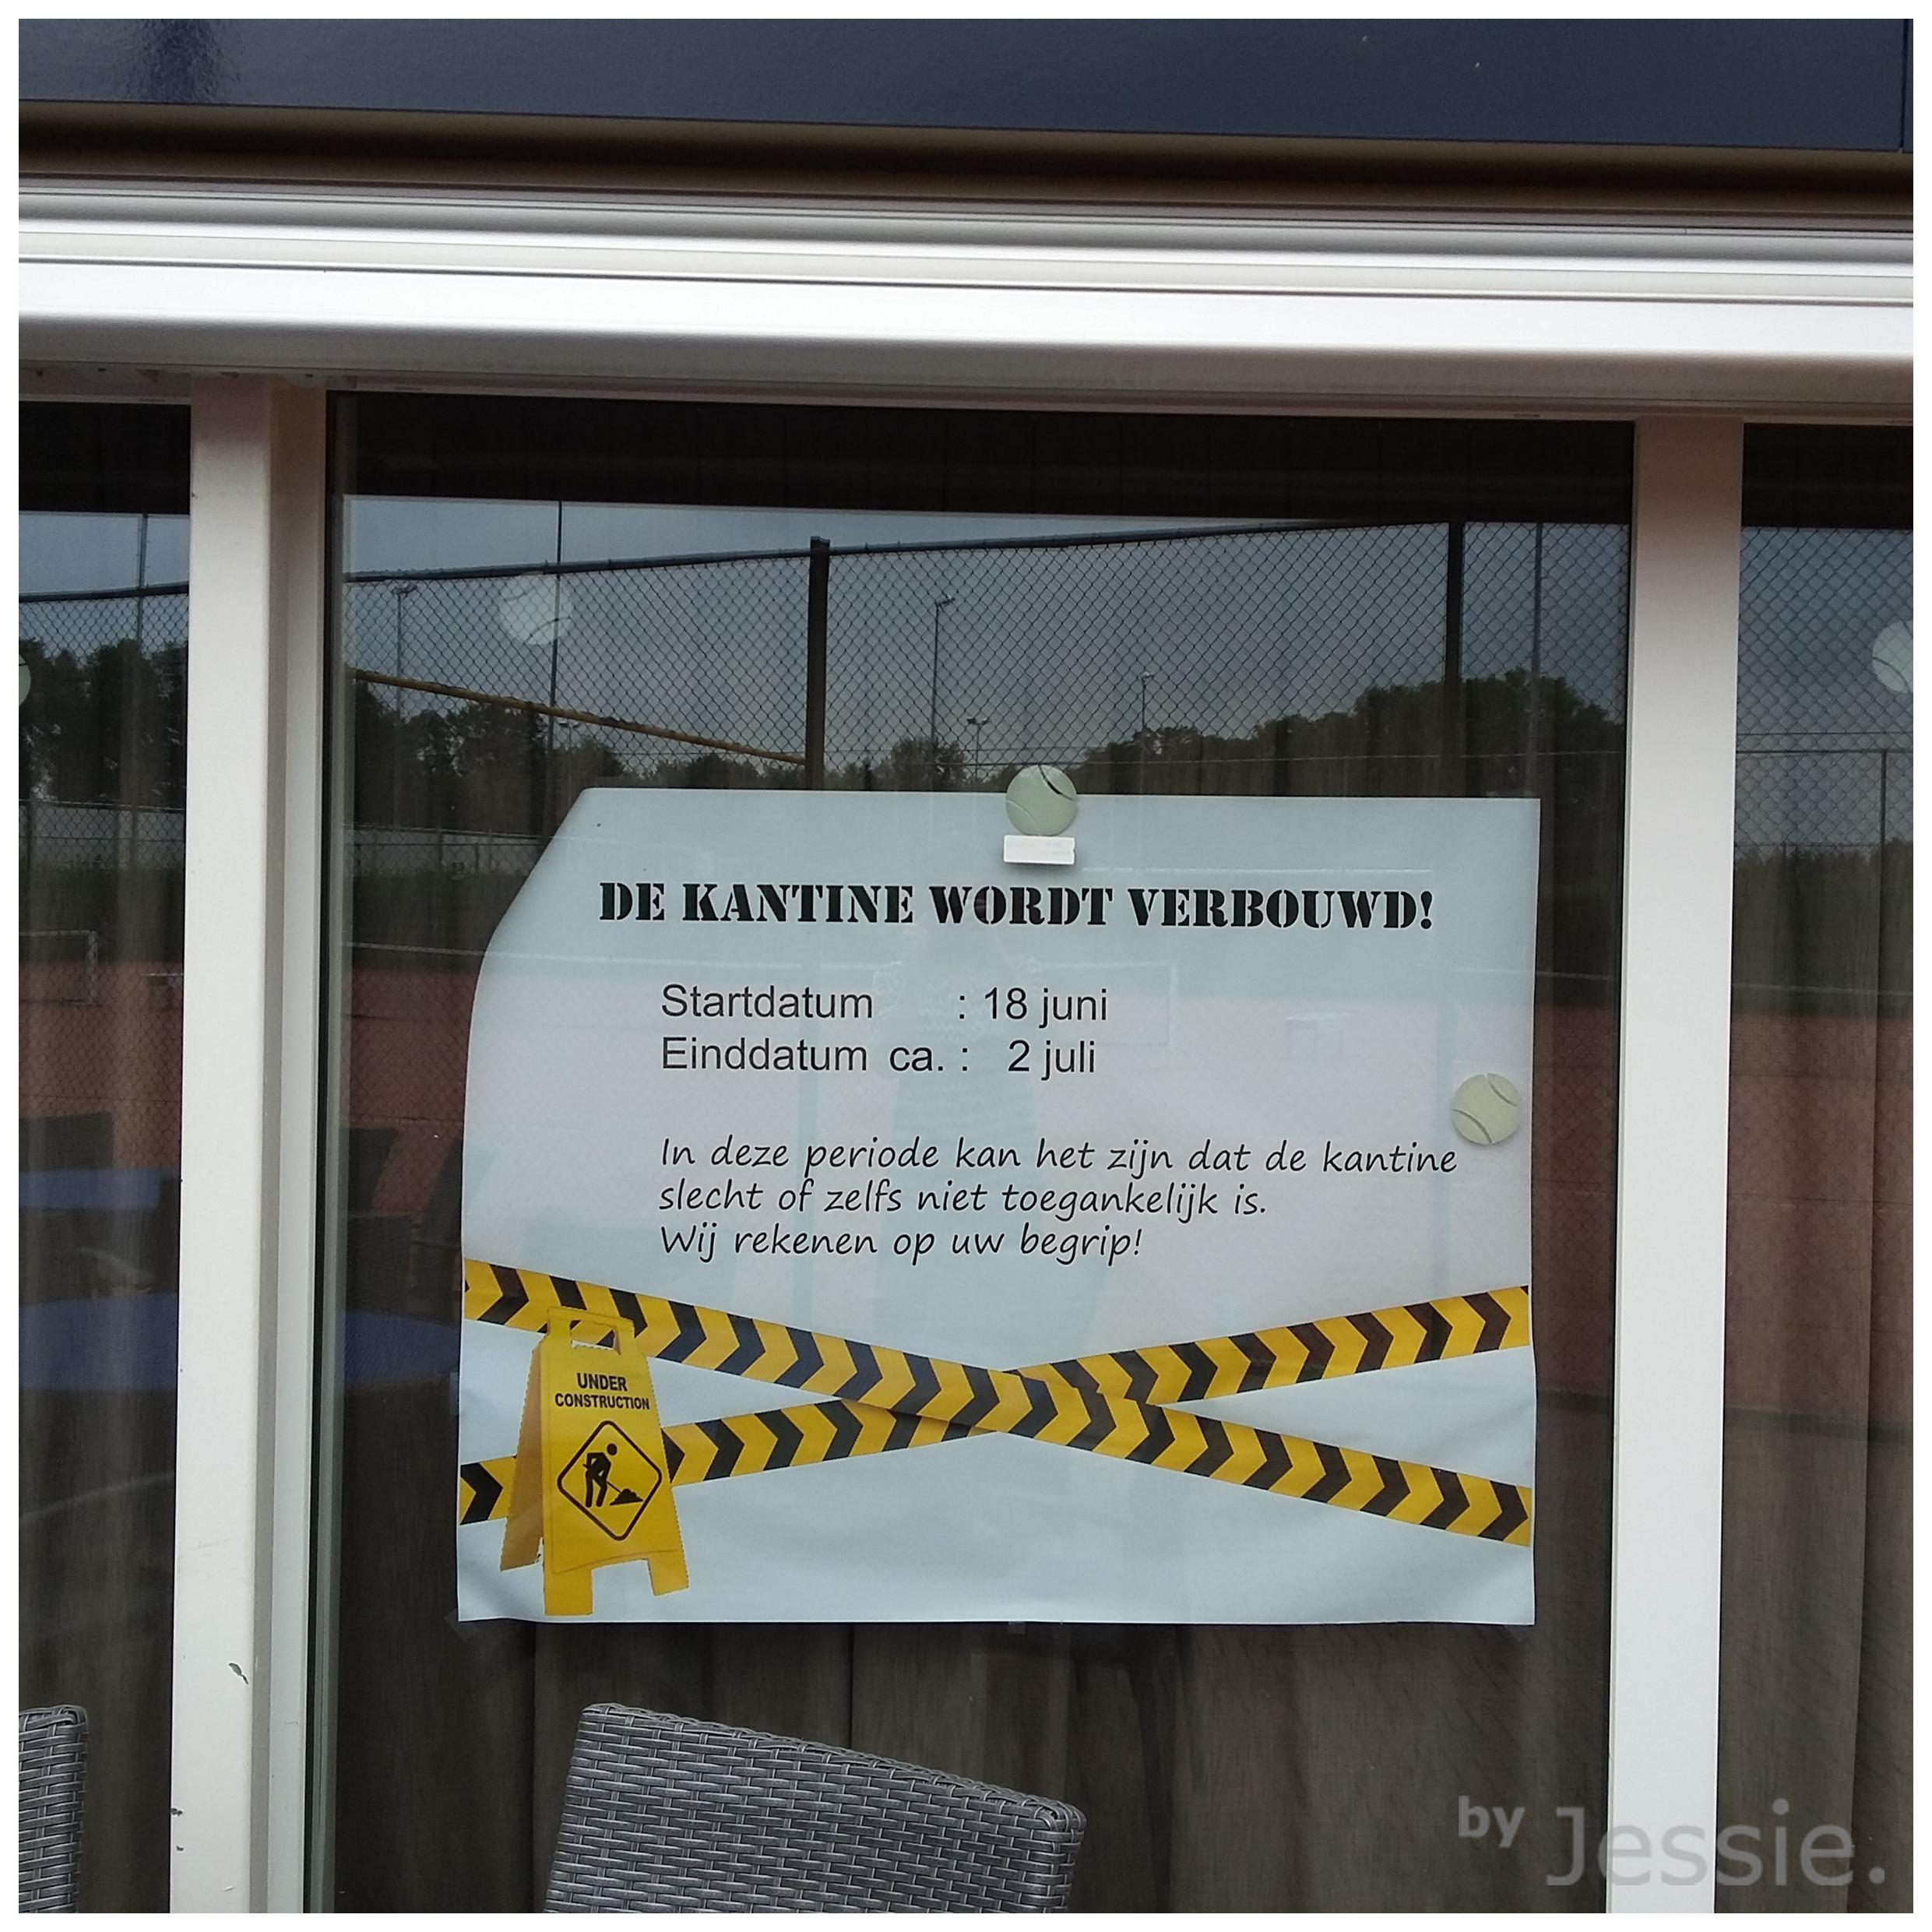 DE KANTINE WORDT VERBOUWD!
Startdatum : 18 juni
Einddatum ca. : 2 juli
In deze periode kan het zijn dat de kantine
slecht of zelfs niet toegankelijk is.
Wij rekenen op uw begrip!
UNDER
CONSTRUCTION
by Jessie.